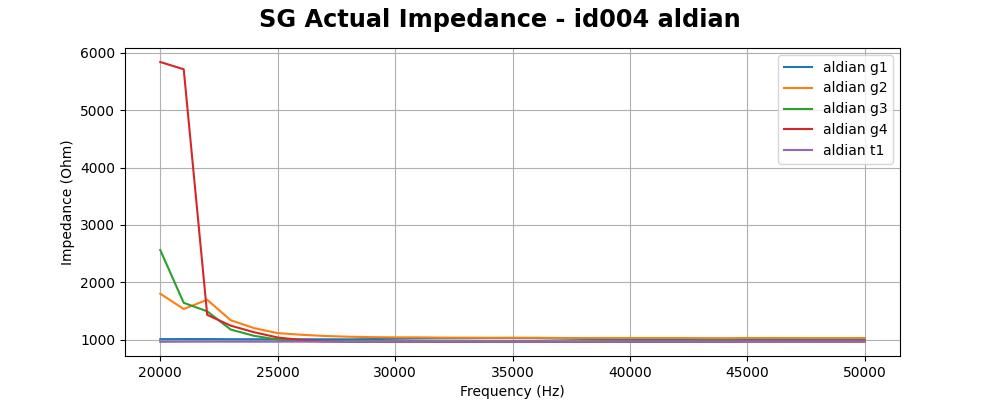 SG Actual Impedance - id004 aldian
6000
5000
4000
3000
2000
1000
Impedance (Ohm)
aldian g1
aldian g2
aldian g3
aldian g4
aldian t1
20000 25000 30000 35000 40000 45000 50000
Frequency (Hz)